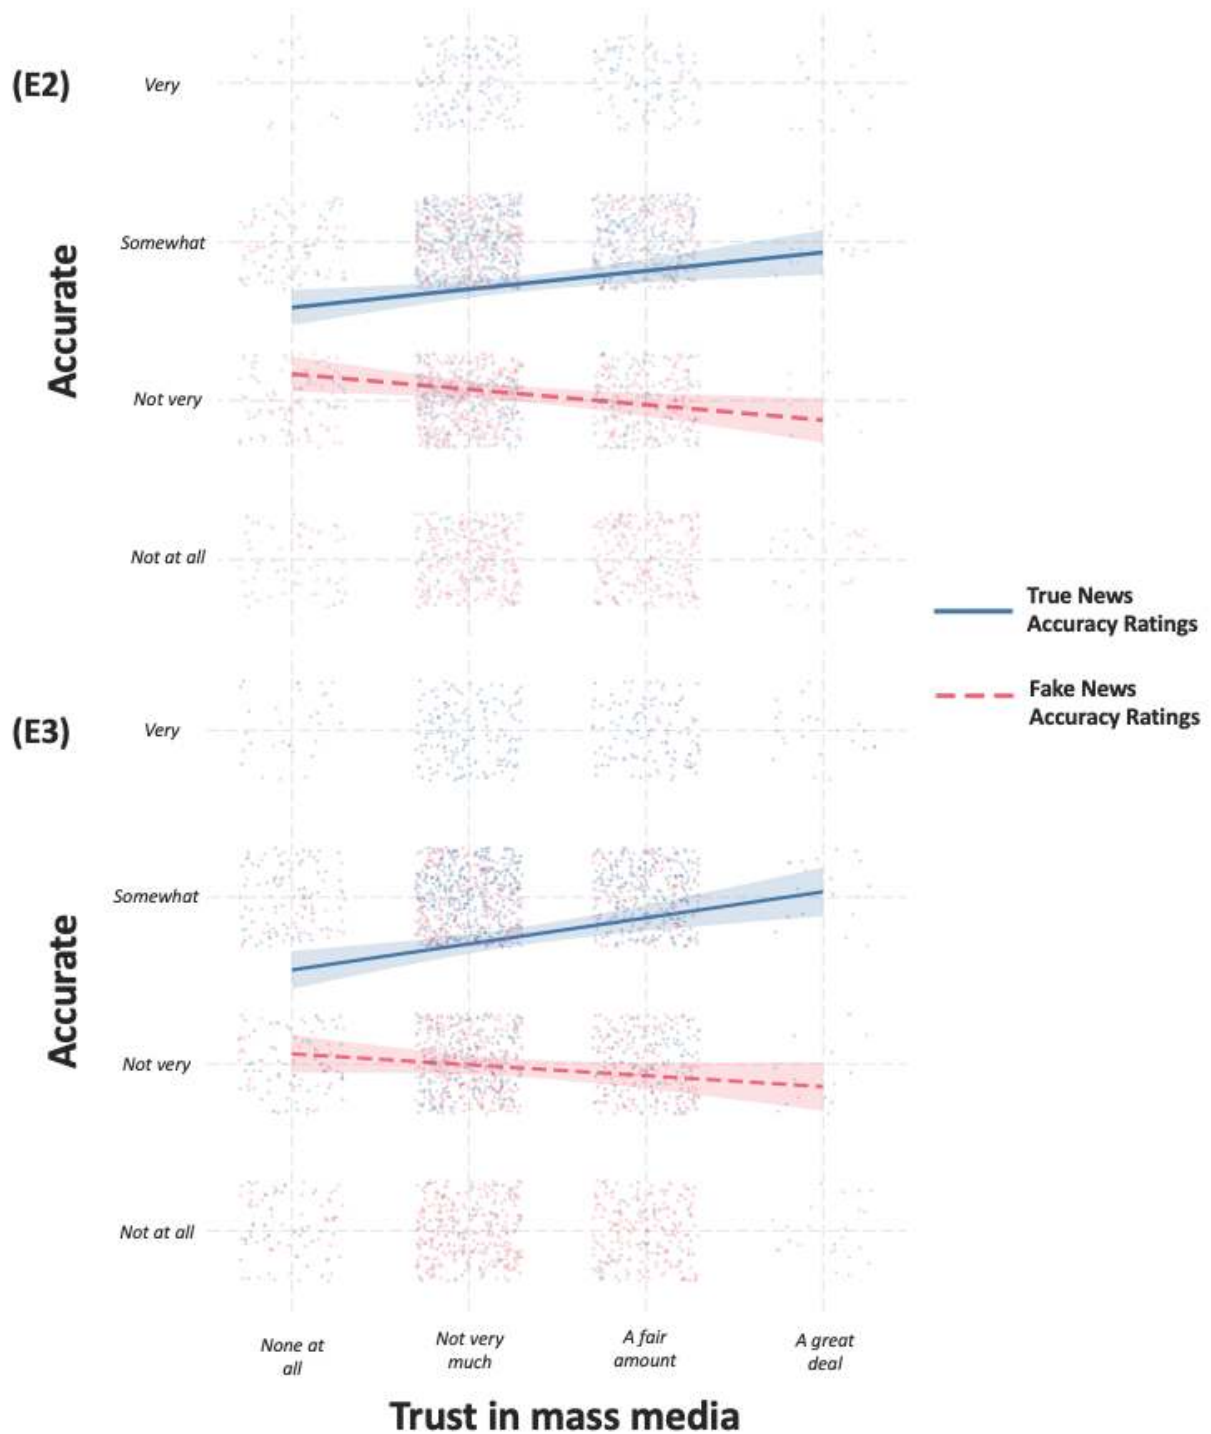 (E2)
Very
Somewhat
Accurate
Not very
Not at all
True News
Accuracy Ratings
Fake News
Accuracy Ratings
(E3)
Very
Somewhat
Accurate
Not very
Not at all
None at
all
Not very
much
A fair
amount
A great
deal
Trust in mass media